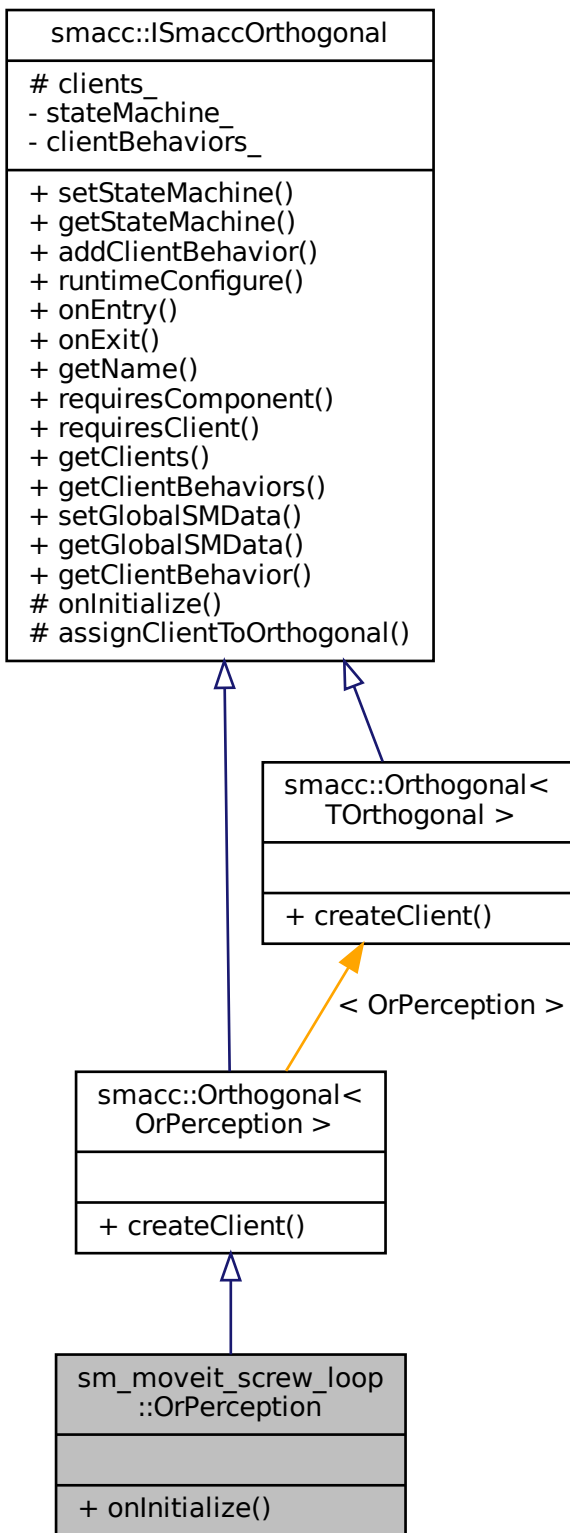 smacc::ISmaccOrthogonal
# clients_
- stateMachine_
- clientBehaviors_
+ setStateMachine()
+ getStateMachine()
+ addClientBehavior()
+ runtimeConfigure()
+ onEntry()
+ onExit()
+ getName()
+ requiresComponent()
+ requiresClient()
+ getClients()
+ getClientBehaviors()
+ setGlobalSMData()
+ getGlobalSMData()
+ getClientBehavior()
# onInitialize()
# assignClientToOrthogonal()
smacc::Orthogonal<
TOrthogonal >
+ createClient()
< OrPerception >
smacc::Orthogonal<
OrPerception >
+ createClient()
sm_moveit_screw_loop
::OrPerception
+ onInitialize()